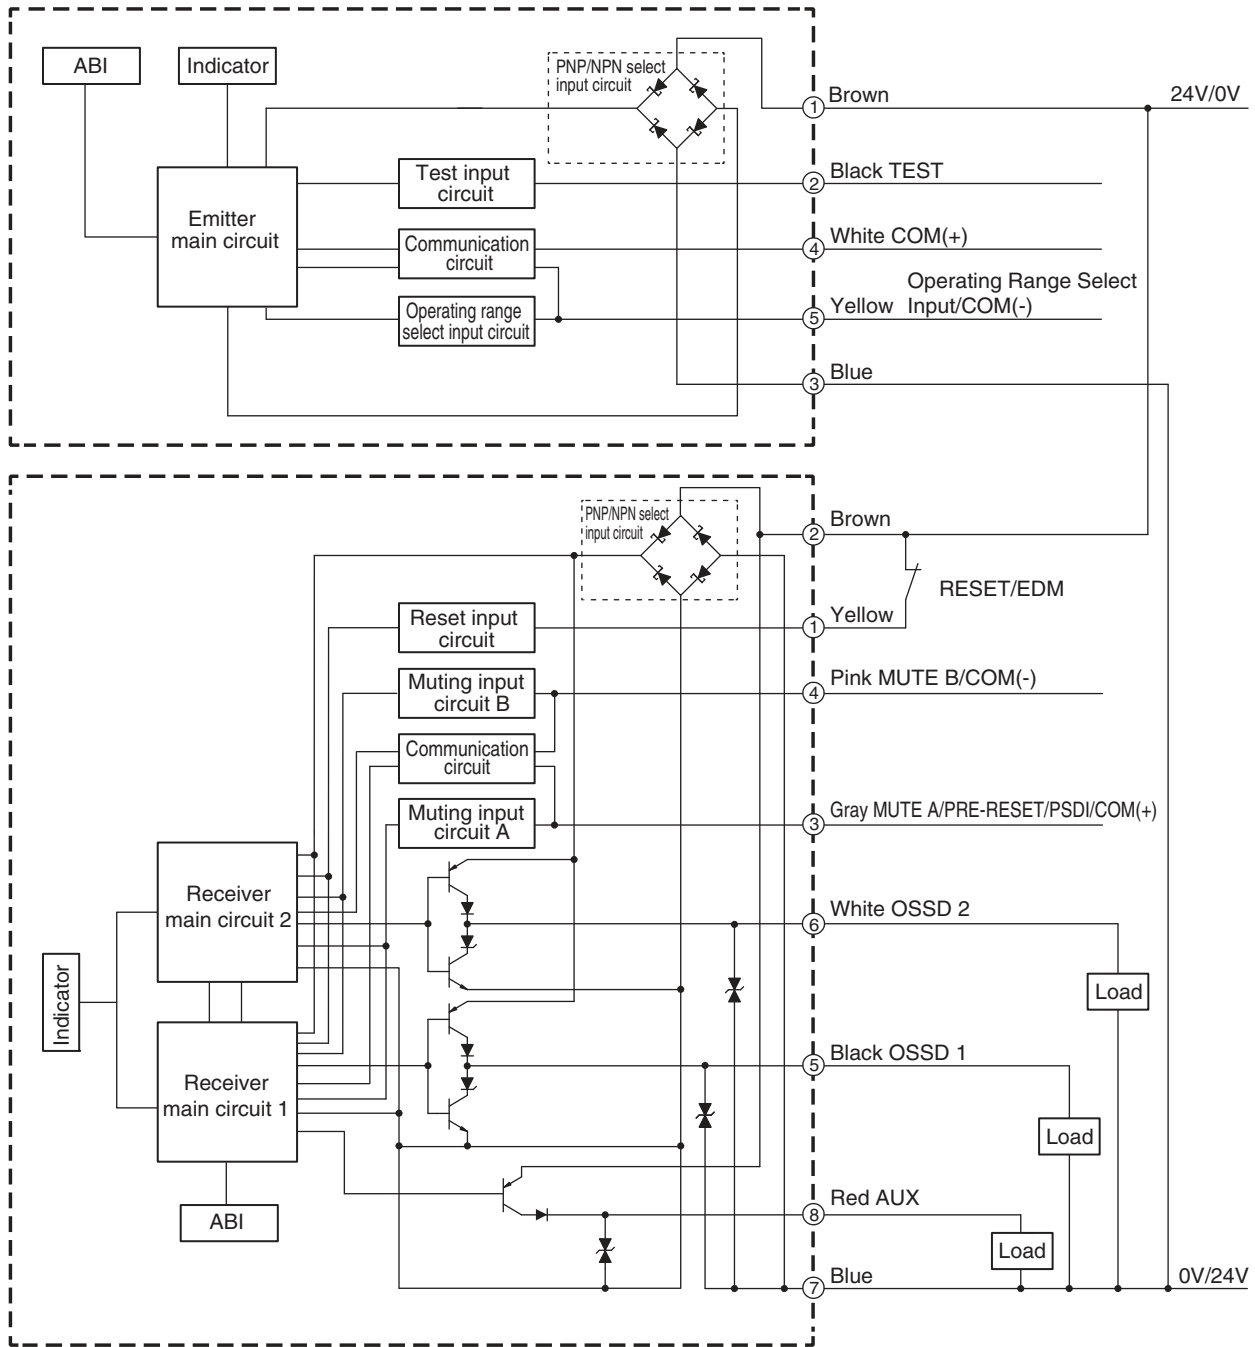 ABI
Indicator
PNP/NPN select
input circuit
1
Brown
24V/0V
Test input
circuit
2
Black TEST
Emitter
main circuit
Communication
circuit
4
White COM(+)
Operating range
select input circuit
5
Yellow
Operating Range Select
Input/COM(-)
3
Blue
PNP/NPN select
input circuit
2
Brown
RESET/EDM
Reset input
circuit
1
Yellow
Muting input
circuit B
4
Pink MUTE B/COM(-)
Communication
circuit
Muting input
circuit A
3
Gray MUTE A/PRE-RESET/PSDI/COM(+)
Receiver
main circuit 2
6
White OSSD 2
Load
Indicator
Receiver
main circuit 1
5
Black OSSD 1
Load
ABI
8
Red AUX
Load
7
Blue
0V/24V